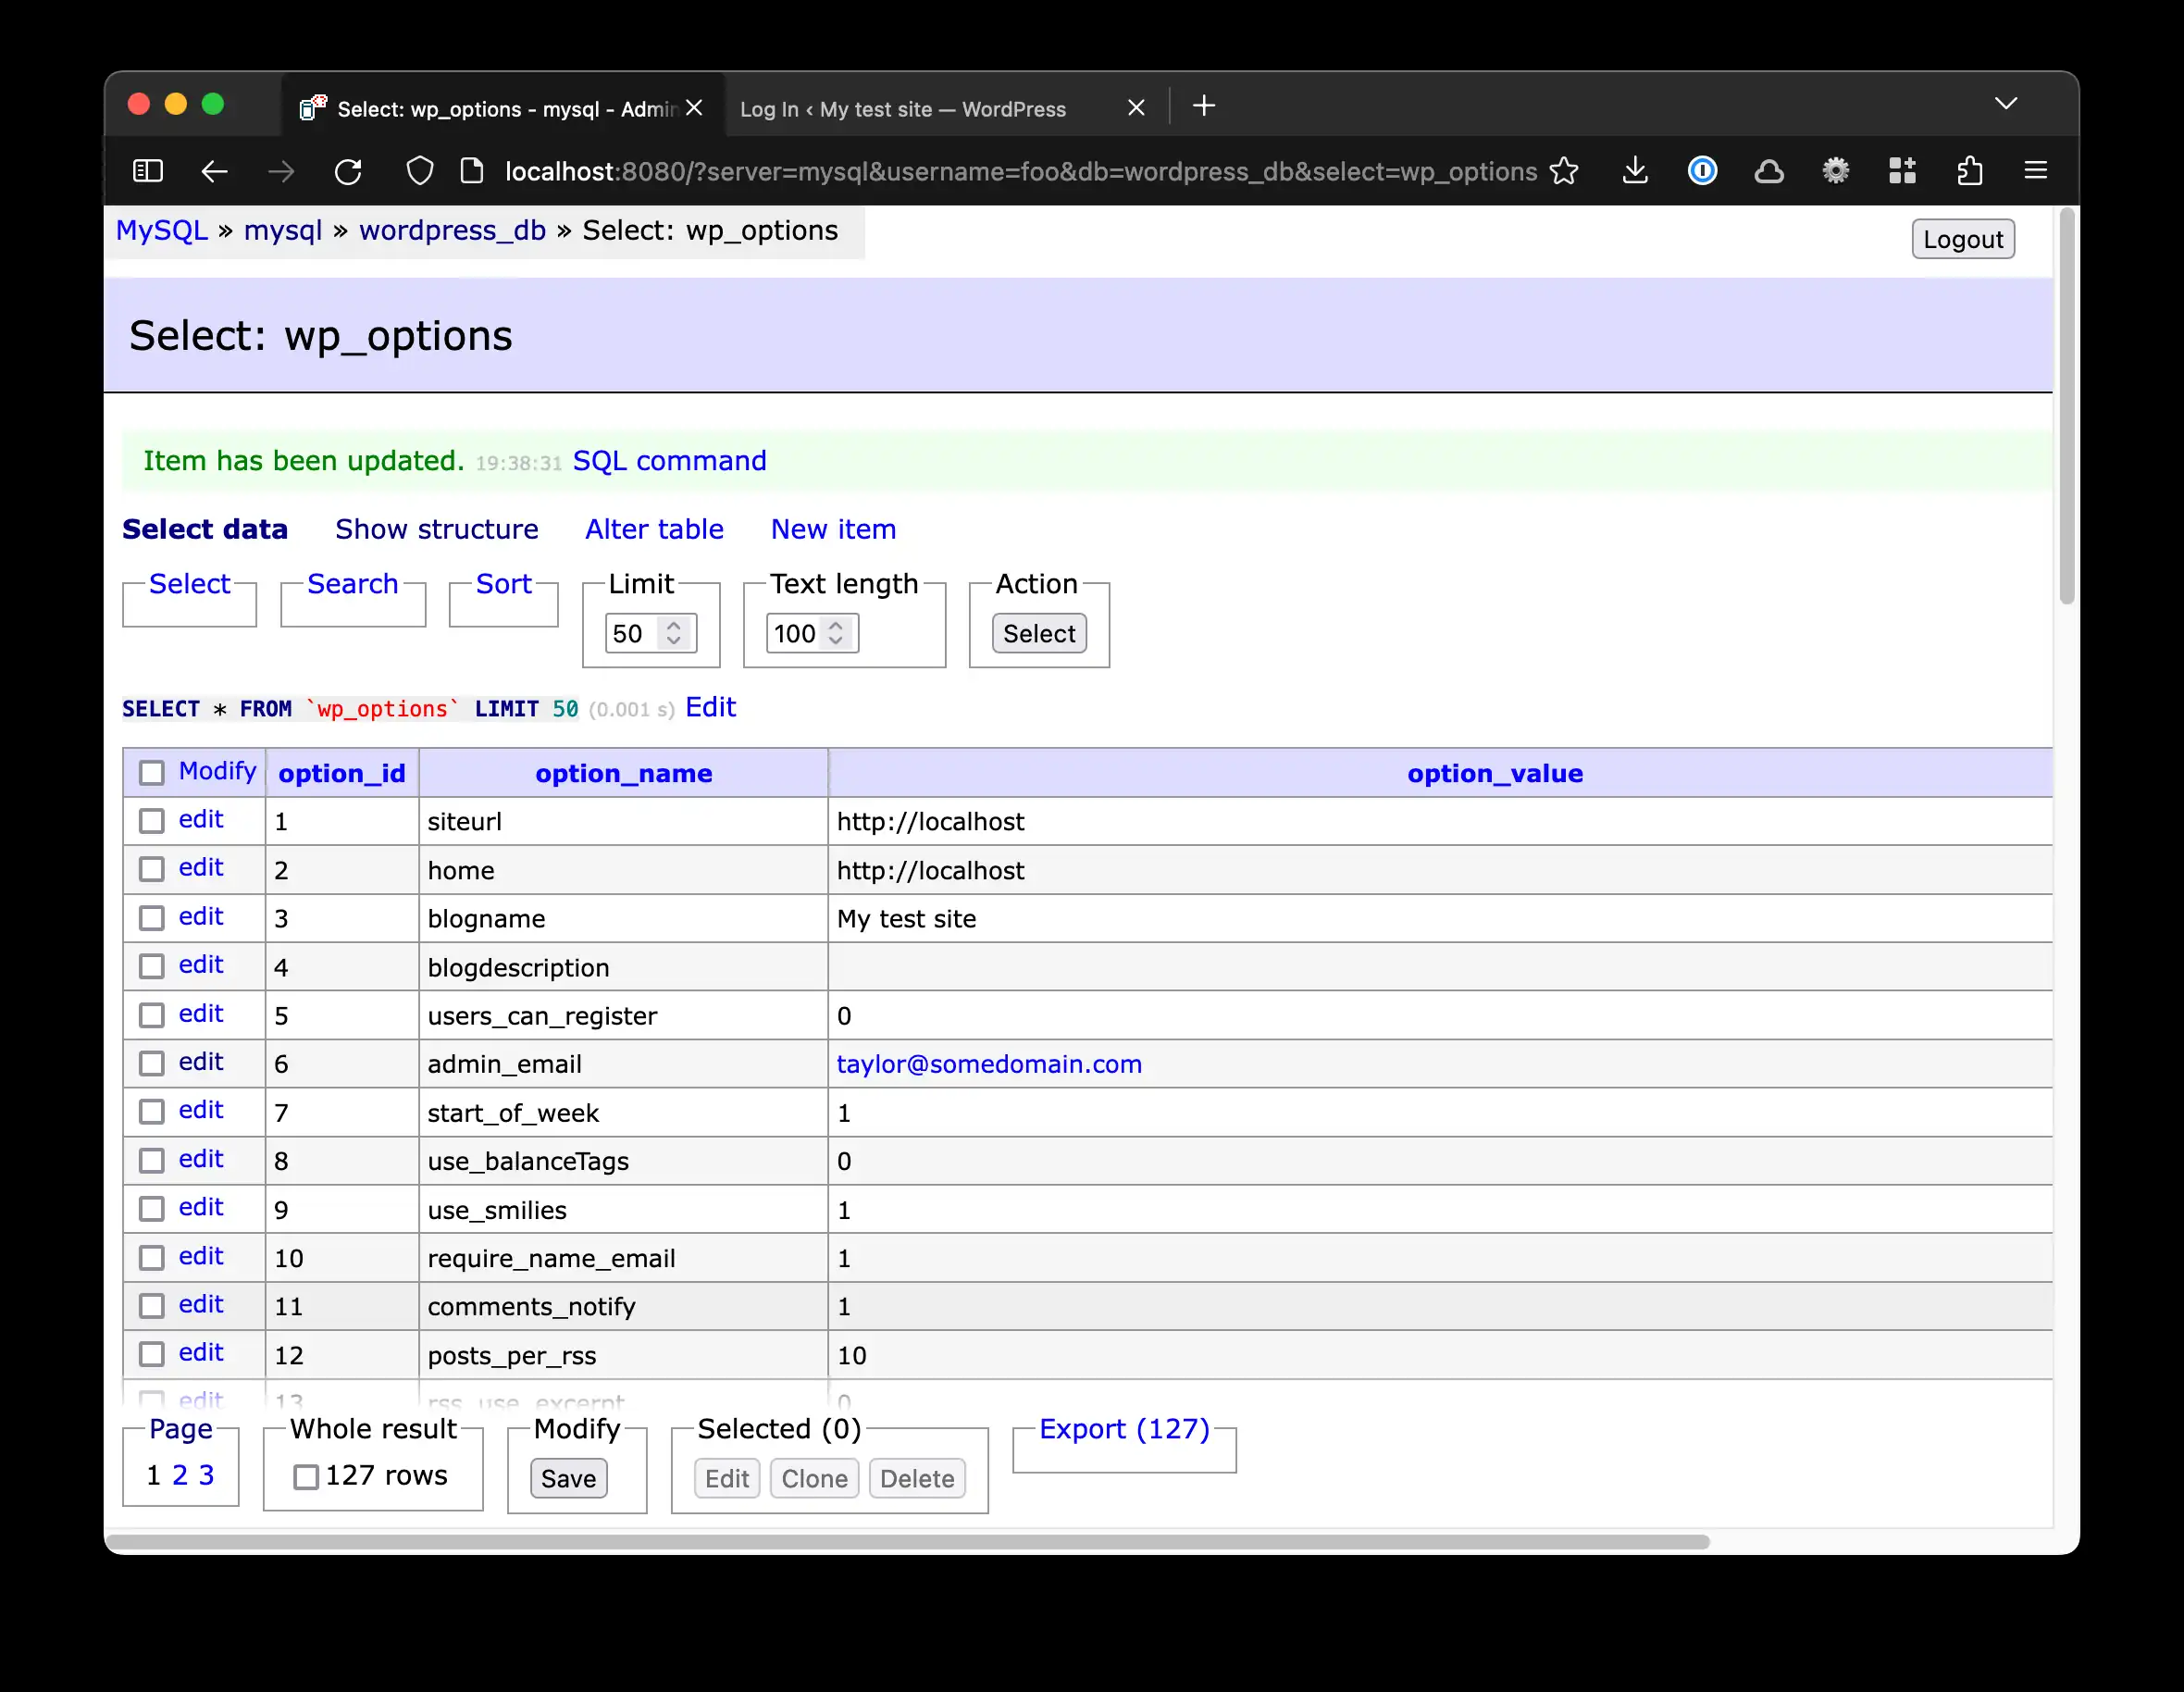 Select: wp_options - mysql - Admin
Log In ‹ My test site — WordPress
localhost:8080/?server=mysql&username=foo&db=wordpress_db&select=wp_options
MySQL » mysql » wordpress_db » Select: wp_options
Logout
Select: wp_options
Item has been updated. 19:38:31 SQL command
Select data Show structure Alter table New item
Select Search Sort Limit Text length Action
50 100 Select
SELECT * FROM `wp_options` LIMIT 50 (0.001 s) Edit
Modify option_id option_name option_value
edit 1 siteurl http://localhost
edit 2 home http://localhost
edit 3 blogname My test site
edit 4 blogdescription
edit 5 users_can_register 0
edit 6 admin_email taylor@somedomain.com
edit 7 start_of_week 1
edit 8 use_balanceTags 0
edit 9 use_smilies 1
edit 10 require_name_email 1
edit 11 comments_notify 1
edit 12 posts_per_rss 10
edit 13 rss_use_excerpt 0
Page Whole result Modify Selected (0) Export (127)
1 2 3 127 rows Save Edit Clone Delete